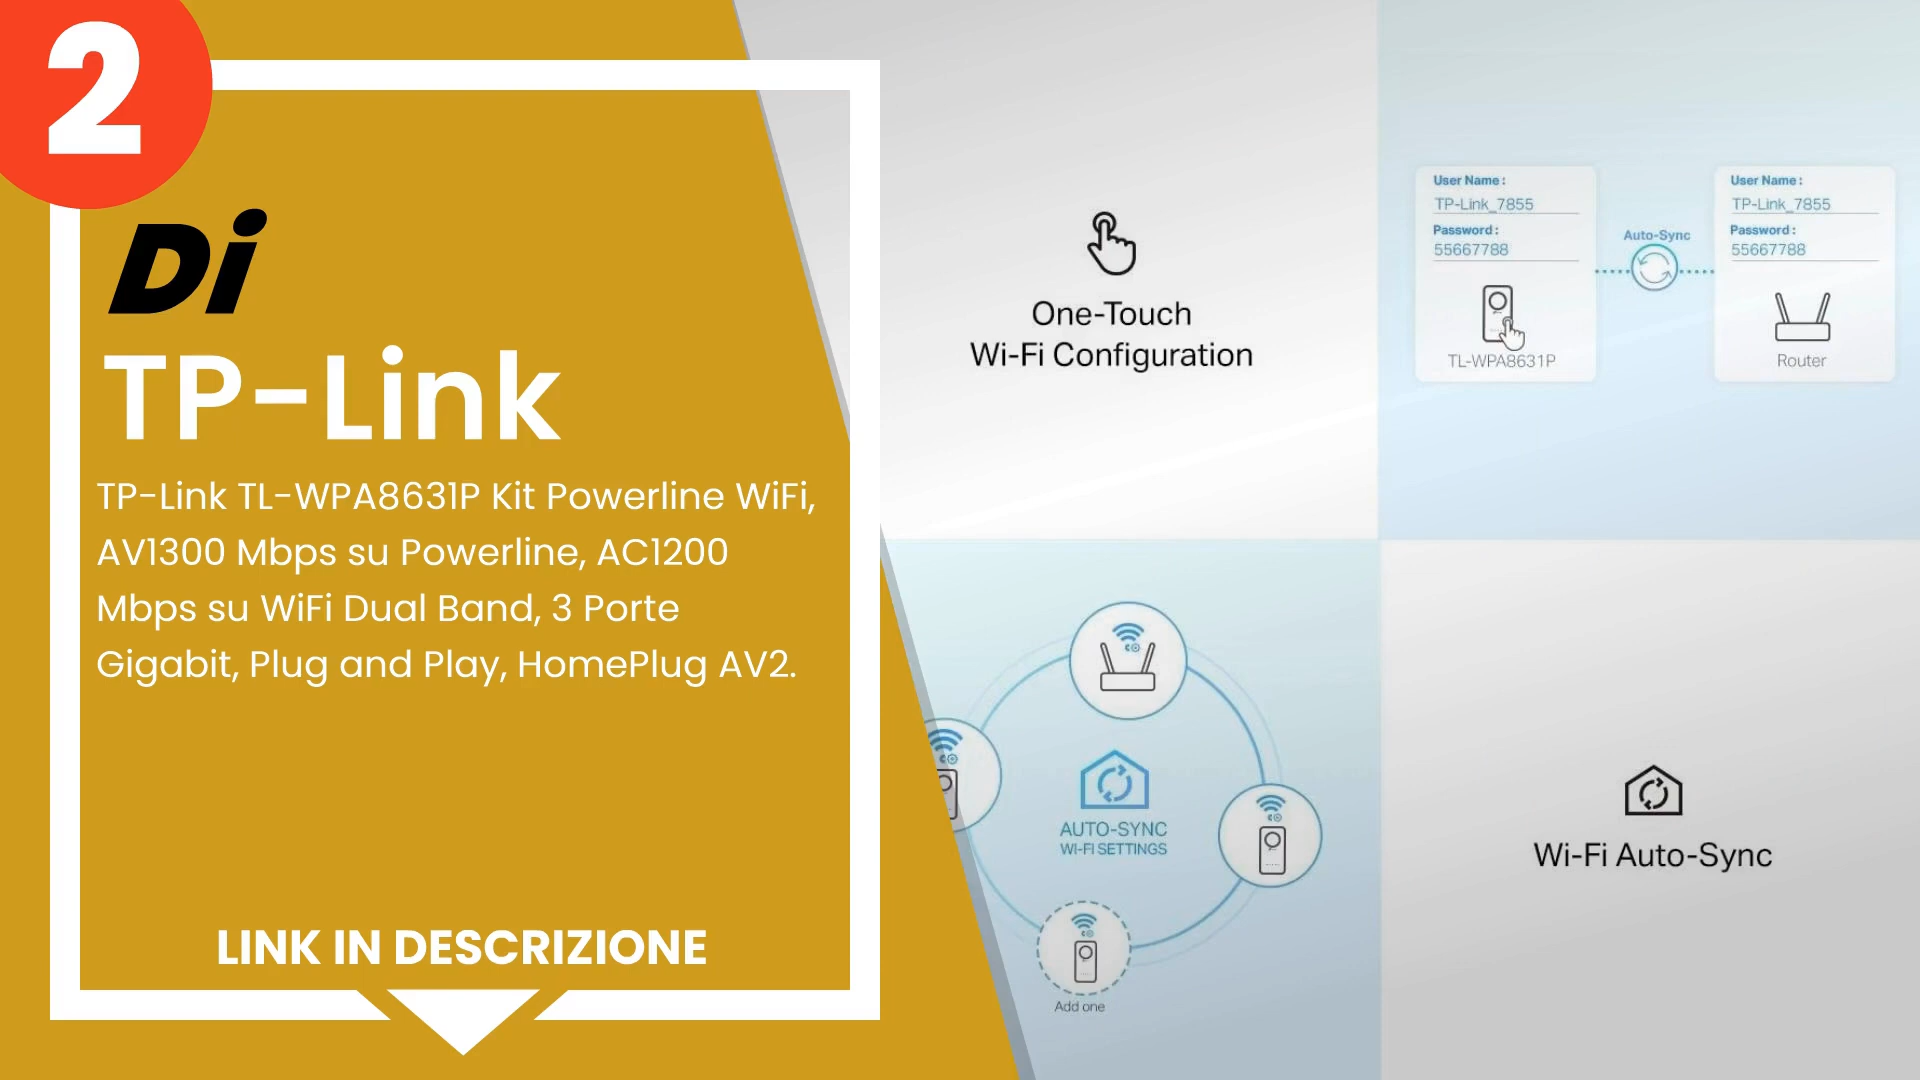 2
Di
TP-Link
TP-Link TL-WPA8631P Kit Powerline WiFi,
AV1300 Mbps su Powerline, AC1200
Mbps su WiFi Dual Band, 3 Porte
Gigabit, Plug and Play, HomePlug AV2.
LINK IN DESCRIZIONE
One-Touch
Wi-Fi Configuration
User Name :
TP-Link_7855
Password :
55667788
TL-WPA8631P
Auto-Sync
User Name :
TP-Link_7855
Password :
55667788
Router
AUTO-SYNC
WI-FI SETTINGS
Add one
Wi-Fi Auto-Sync